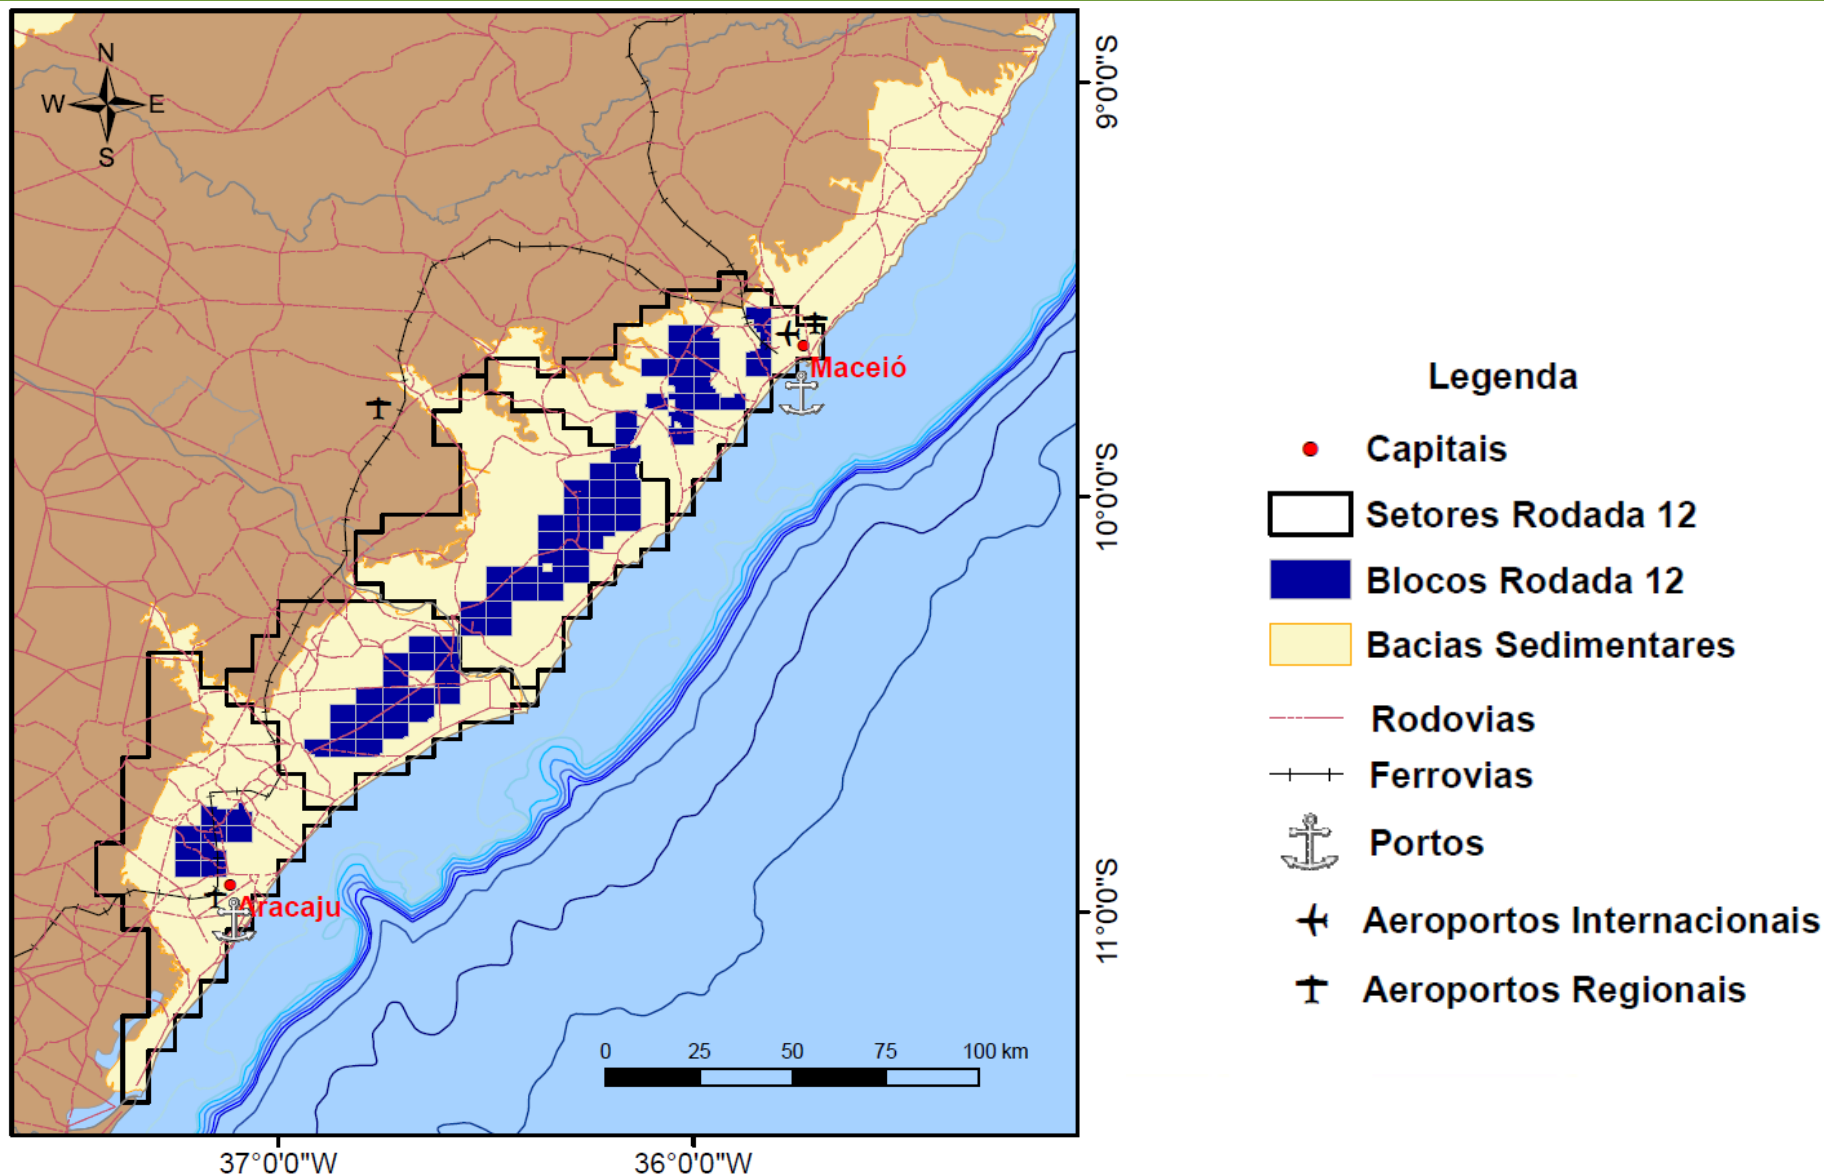 N
W E
S
9°0'0"S
Maceió
10°0'0"S
Aracaju
11°0'0"S
0 25 50 75 100 km
37°0'0"W 36°0'0"W
Legenda
Capitais
Setores Rodada 12
Blocos Rodada 12
Bacias Sedimentares
Rodovias
Ferrovias
Portos
Aeroportos Internacionais
Aeroportos Regionais